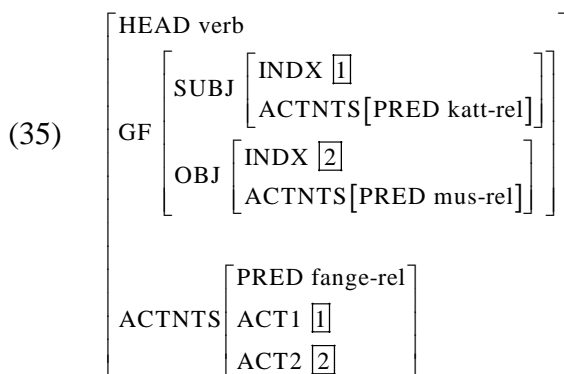 HEAD verb
INDX 1
SUBJ
ACTNTS[PRED katt-rel]
(35) GF
INDX 2
OBJ
ACTNTS[PRED mus-rel]
PRED fange-rel
ACTNTS ACT1 1
ACT2 2